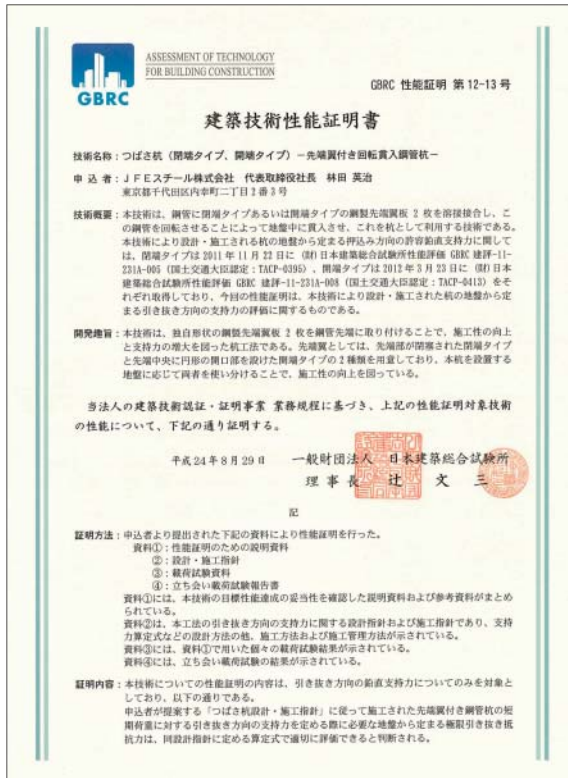 ASSESSMENT OF TECHNOLOGY
FOR BUILDING CONSTRUCTION
GBRC
GBRC 性能証明 第12-13号
建築技術性能証明書
技術名称：つばさ杭（閉端タイプ、開端タイプ）－先端翼付き回転貫入鋼管杭－
申込者：ＪＦＥスチール株式会社 代表取締役社長 林田 英治
東京都千代田区内幸町二丁目2番3号
技術概要：本技術は、鋼管に閉端タイプあるいは開端タイプの鋼製先端翼板 2 枚を溶接接合し、こ
の鋼管を回転させることによって地盤中に貫入させ、これを杭として利用する技術である。
本技術により設計・施工される杭の地盤から定まる押込み方向の許容鉛直支持力に関して
は、閉端タイプは 2011 年 11 月 22 日に（財）日本建築総合試験所性能評価 GBRC 建評-11-
231A-005（国土交通大臣認定：TACP-0395）、開端タイプは 2012 年 3 月 23 日に（財）日本
建築総合試験所性能評価 GBRC 建評-11-231A-008（国土交通大臣認定：TACP-0413）をそ
れぞれ取得しており、今回の性能証明は、本技術により設計・施工された杭の地盤から定
まる引き抜き方向の支持力の評価に関するものである。
開発趣旨：本技術は、独自形状の鋼製先端翼板 2 枚を鋼管先端に取り付けることで、施工性の向上
と支持力の増大を図った杭工法である。先端翼としては、先端部が閉塞された閉端タイプ
と先端中央に円形の開口部を設けた開端タイプの2種類を用意しており、本杭を設置する
地盤に応じて両者を使い分けることで、施工性の向上を図っている。
当法人の建築技術認証・証明事業 業務規程に基づき、上記の性能証明対象技術
の性能について、下記の通り証明する。
平成24年8月29日
一般財団法人 日本建築総合試験所
理事長 辻 文三
記
証明方法：申込者より提出された下記の資料により性能証明を行った。
資料①：性能証明のための説明資料
②：設計・施工指針
③：載荷試験資料
④：立ち会い載荷試験報告書
資料①には、本技術の目標性能達成の妥当性を確認した説明資料および参考資料がまとめ
られている。
資料②は、本工法の引き抜き方向の支持力に関する設計指針および施工指針であり、支持
力算定式などの設計方法の他、施工方法および施工管理方法が示されている。
資料③には、資料①で用いた個々の載荷試験結果が示されている。
資料④には、立ち会い載荷試験の結果が示されている。
証明内容：本技術についての性能証明の内容は、引き抜き方向の鉛直支持力についてのみを対象と
しており、以下の通りである。
申込者が提案する「つばさ杭設計・施工指針」に従って施工された先端翼付き鋼管杭の短
期荷重に対する引き抜き方向の支持力を定める際に必要な地盤から定まる極限引き抜き抵
抗力は、同設計指針に定める算定式で適切に評価できると判断される。